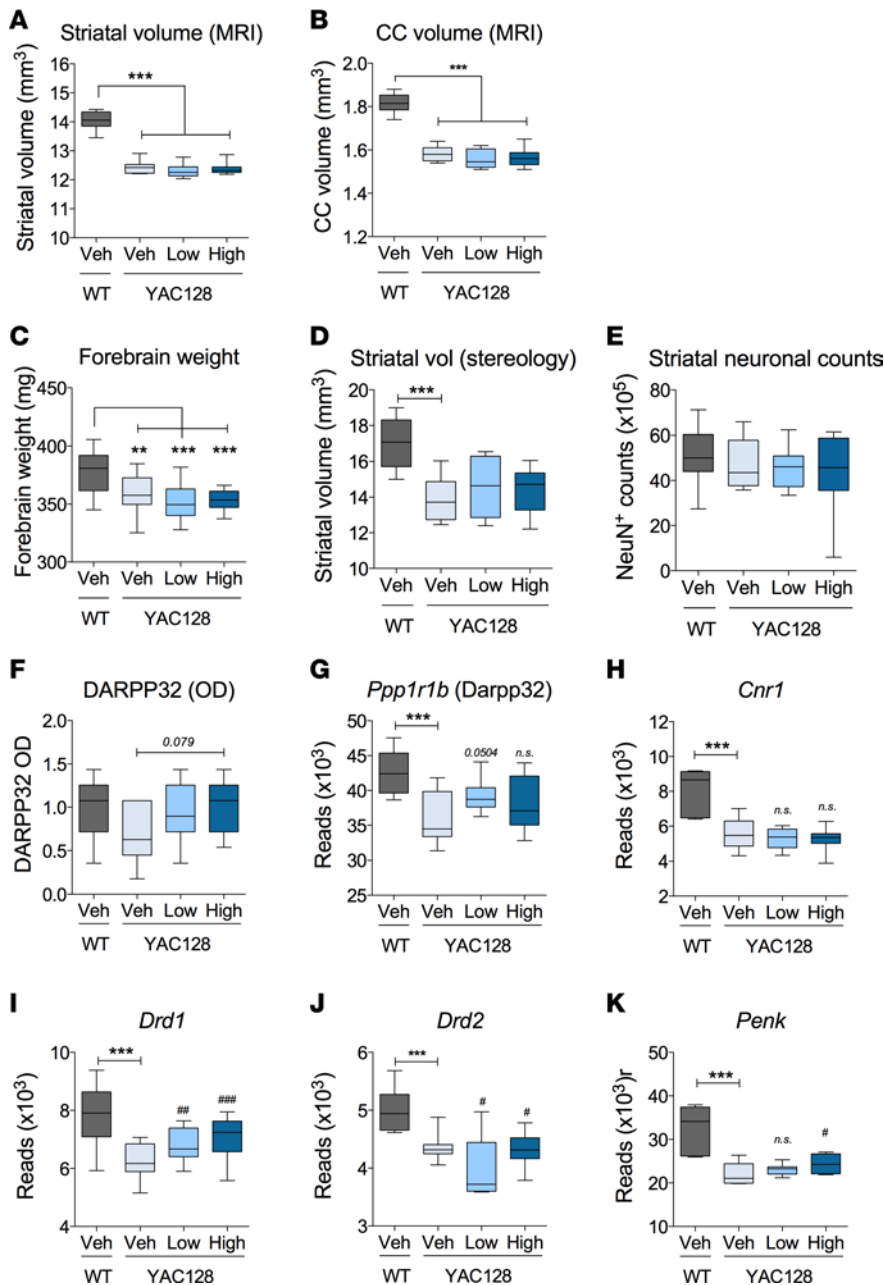 A
Striatal volume (MRI)
Striatal volume (mm³)
16
15
14
13
12
11
10
***
Veh Veh Low High
WT YAC128
B
CC volume (MRI)
CC volume (mm³)
2.0
1.8
1.6
1.4
1.2
***
Veh Veh Low High
WT YAC128
C
Forebrain weight
Forebrain weight (mg)
450
400
350
300
** *** ***
Veh Veh Low High
WT YAC128
D
Striatal vol (stereology)
Striatal volume (mm³)
20
18
16
14
12
10
***
Veh Veh Low High
WT YAC128
E
Striatal neuronal counts
NeuN⁺ counts (x10⁵)
80
60
40
20
0
Veh Veh Low High
WT YAC128
F
DARPP32 (OD)
DARPP32 OD
2.0
1.5
1.0
0.5
0.0
0.079
Veh Veh Low High
WT YAC128
G
Ppp1r1b (Darpp32)
Reads (x10³)
50
45
40
35
30
25
***
0.0504 n.s.
Veh Veh Low High
WT YAC128
H
Cnr1
Reads (x10³)
12
10
8
6
4
2
***
n.s. n.s.
Veh Veh Low High
WT YAC128
I
Drd1
Reads (x10³)
10
8
6
4
***
## ###
Veh Veh Low High
WT YAC128
J
Drd2
Reads (x10³)
6
5
4
3
***
# #
Veh Veh Low High
WT YAC128
K
Penk
Reads (x10³)r
50
40
30
20
10
***
n.s. #
Veh Veh Low High
WT YAC128